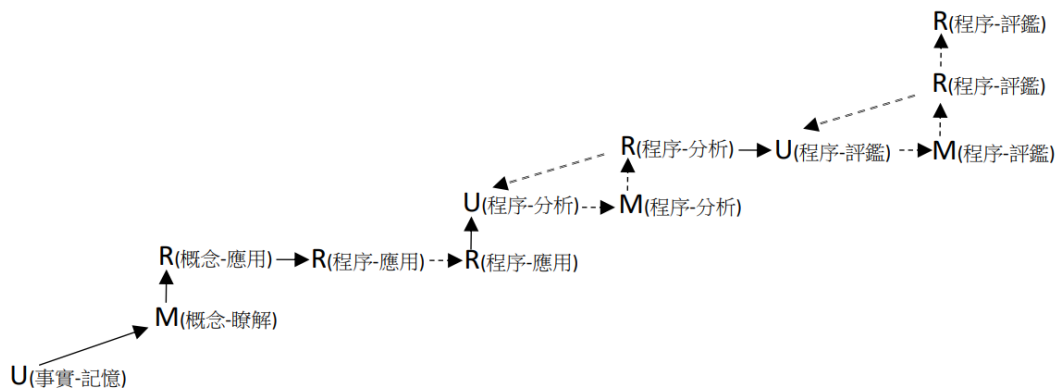 R(程序-評鑑)
R(程序-評鑑)
R(程序-分析)
U(程序-評鑑)
M(程序-評鑑)
U(程序-分析)
M(程序-分析)
R(概念-應用)
R(程序-應用)
R(程序-應用)
M(概念-瞭解)
U(事實-記憶)